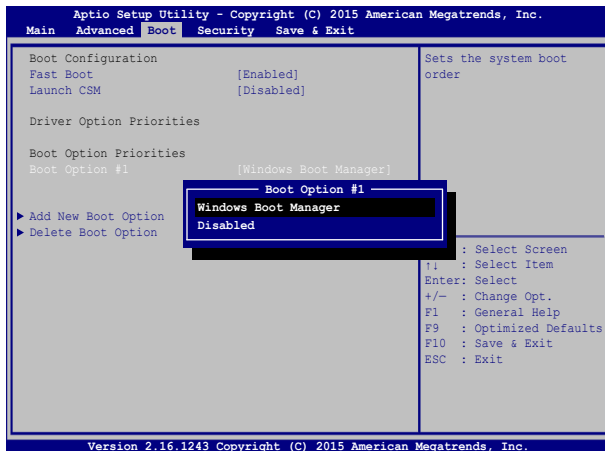 Aptio Setup Utility - Copyright (C) 2015 American Megatrends, Inc.
Main Advanced Boot Security Save & Exit
Boot Configuration
Fast Boot [Enabled]
Launch CSM [Disabled]
Driver Option Priorities
Boot Option Priorities
Boot Option #1 [Windows Boot Manager]
Boot Option #1
Windows Boot Manager
Disabled
Add New Boot Option
Delete Boot Option
Sets the system boot
order
: Select Screen
↑↓ : Select Item
Enter: Select
+/— : Change Opt.
F1 : General Help
F9 : Optimized Defaults
F10 : Save & Exit
ESC : Exit
Version 2.16.1243 Copyright (C) 2015 American Megatrends, Inc.